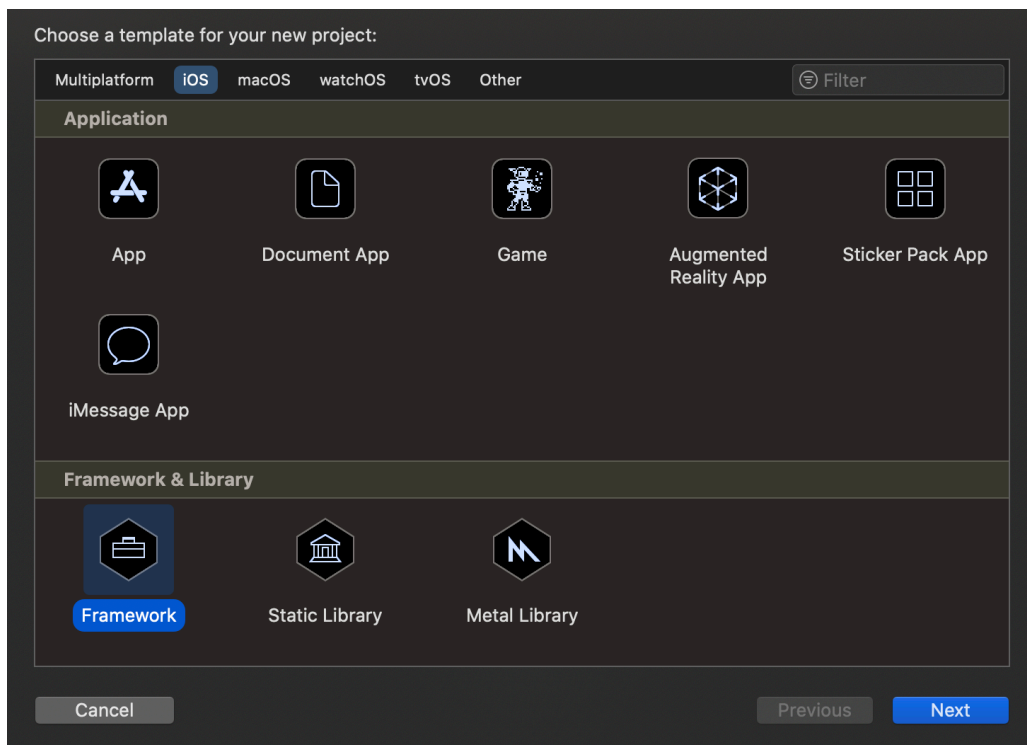 Choose a template for your new project:
Multiplatform iOS macOS watchOS tvOS Other Filter
Application
App Document App Game Augmented Reality App Sticker Pack App
iMessage App
Framework & Library
Framework Static Library Metal Library
Cancel Previous Next